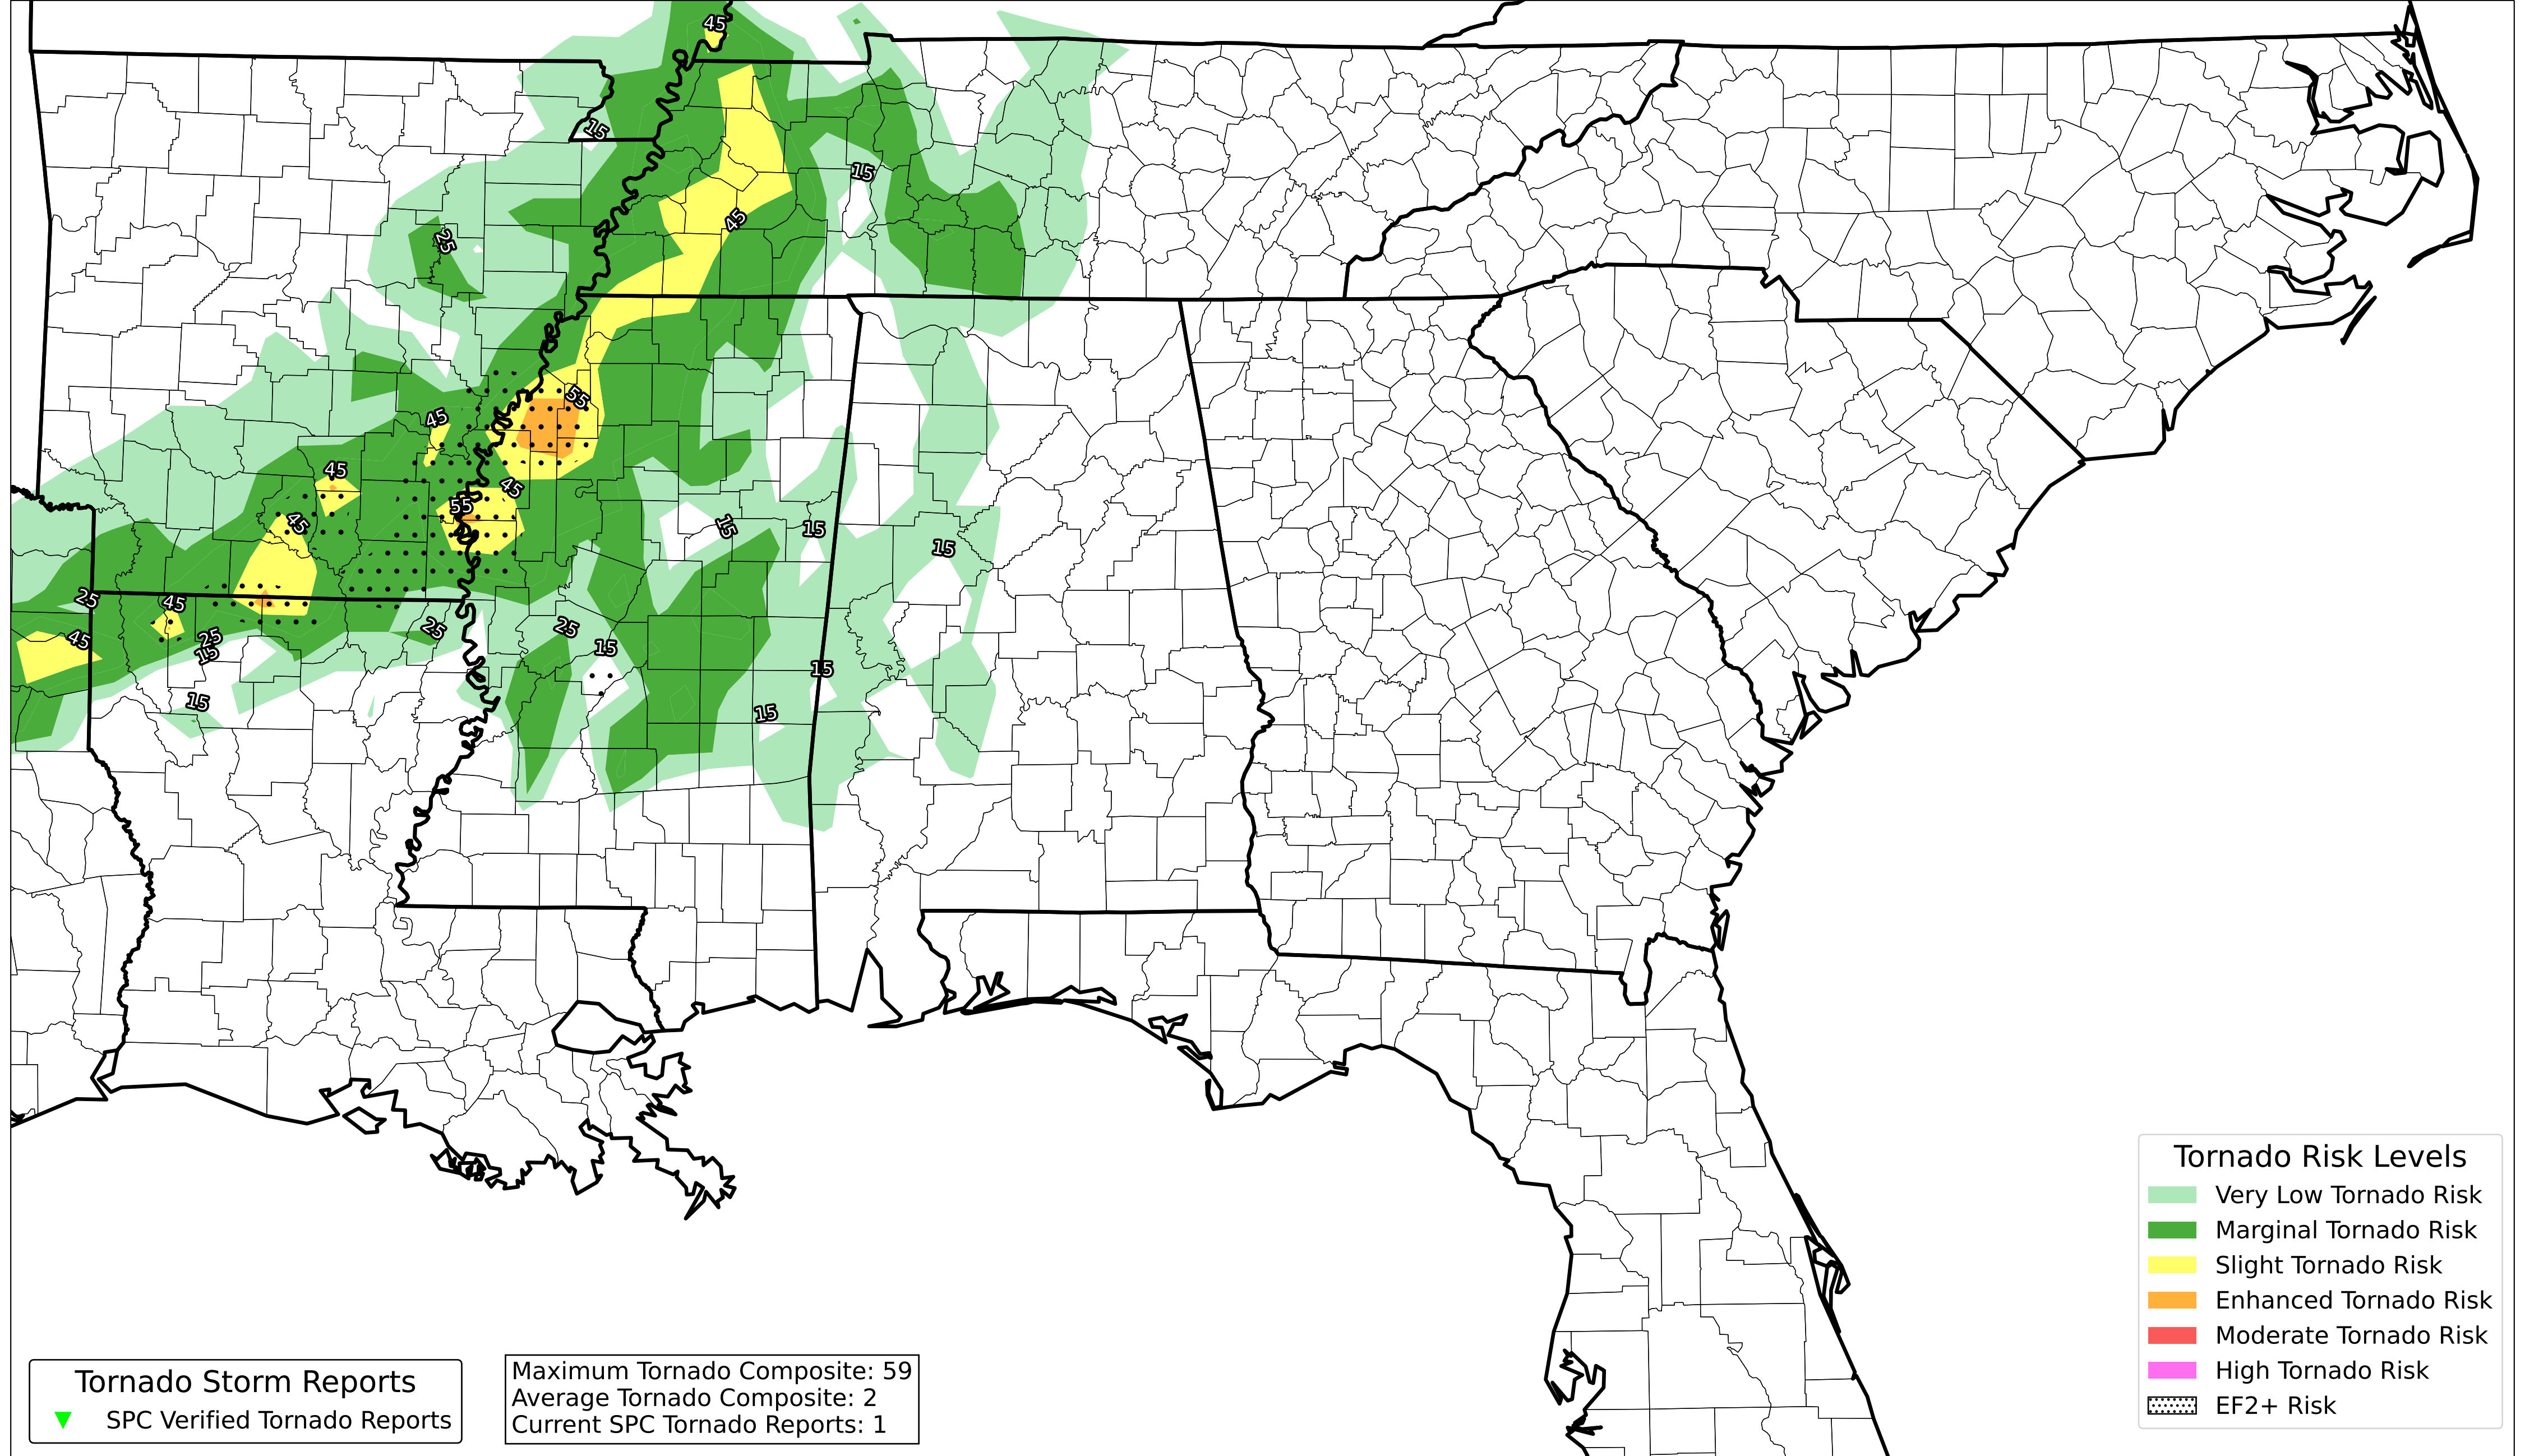 45
15
15
25
45
55
45
45
45
55
45
15
15
15
25
45
25
45
25
15
25
15
15
15
15
Tornado Risk Levels
Very Low Tornado Risk
Marginal Tornado Risk
Slight Tornado Risk
Enhanced Tornado Risk
Moderate Tornado Risk
High Tornado Risk
EF2+ Risk
Tornado Storm Reports
SPC Verified Tornado Reports
Maximum Tornado Composite: 59
Average Tornado Composite: 2
Current SPC Tornado Reports: 1